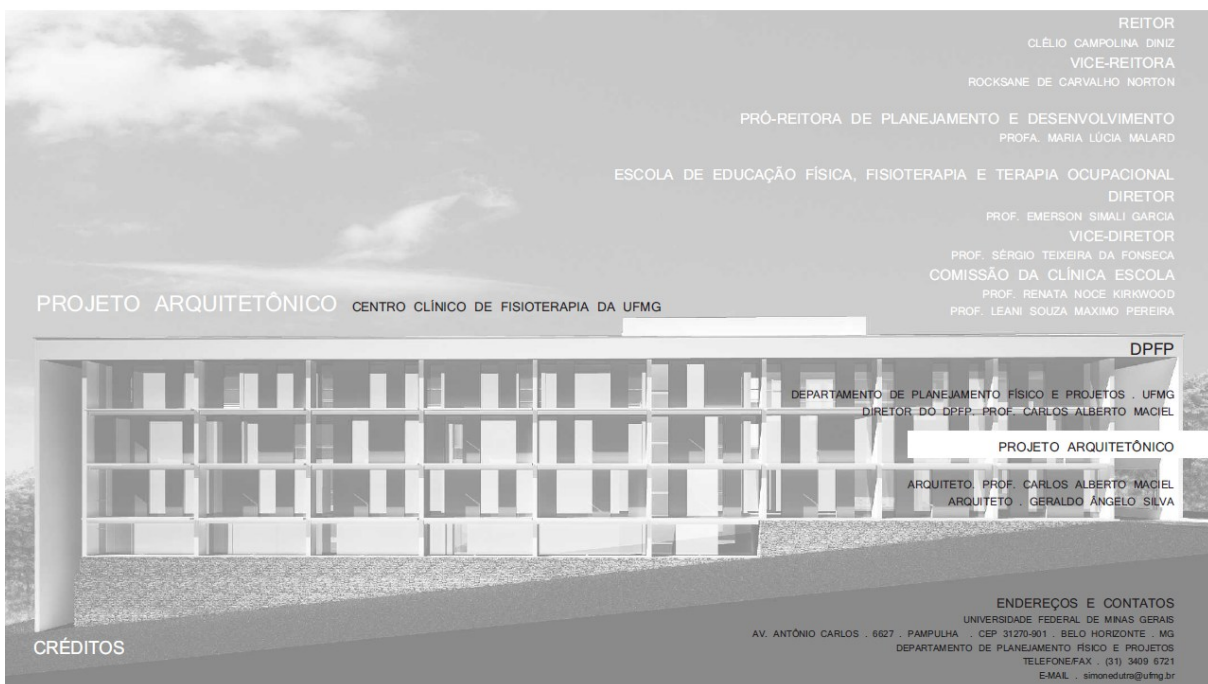 REITOR
CLÉLIO CAMPOLINA DINIZ
VICE-REITORA
ROCKSANE DE CARVALHO NORTON
PRÓ-REITORA DE PLANEJAMENTO E DESENVOLVIMENTO
PROFA. MARIA LÚCIA MALARD
ESCOLA DE EDUCAÇÃO FÍSICA, FISIOTERAPIA E TERAPIA OCUPACIONAL
DIRETOR
PROF. EMERSON SIMALI GARCIA
VICE-DIRETOR
PROF. SÉRGIO TEIXEIRA DA FONSECA
COMISSÃO DA CLÍNICA ESCOLA
PROF. RENATA NOCE KIRKWOOD
PROF. LEANI SOUZA MAXIMO PEREIRA
PROJETO ARQUITETÔNICO CENTRO CLÍNICO DE FISIOTERAPIA DA UFMG
DPFP
DEPARTAMENTO DE PLANEJAMENTO FÍSICO E PROJETOS . UFMG
DIRETOR DO DPFP. PROF. CARLOS ALBERTO MACIEL
PROJETO ARQUITETÔNICO
ARQUITETO. PROF. CARLOS ALBERTO MACIEL
ARQUITETO . GERALDO ÂNGELO SILVA
ENDEREÇOS E CONTATOS
UNIVERSIDADE FEDERAL DE MINAS GERAIS
AV. ANTÔNIO CARLOS . 6627 . PAMPULHA . CEP 31270-901 . BELO HORIZONTE . MG
DEPARTAMENTO DE PLANEJAMENTO FÍSICO E PROJETOS
TELEFONE/FAX . (31) 3409 6721
E-MAIL . simonedutra@ufmg.br
CRÉDITOS